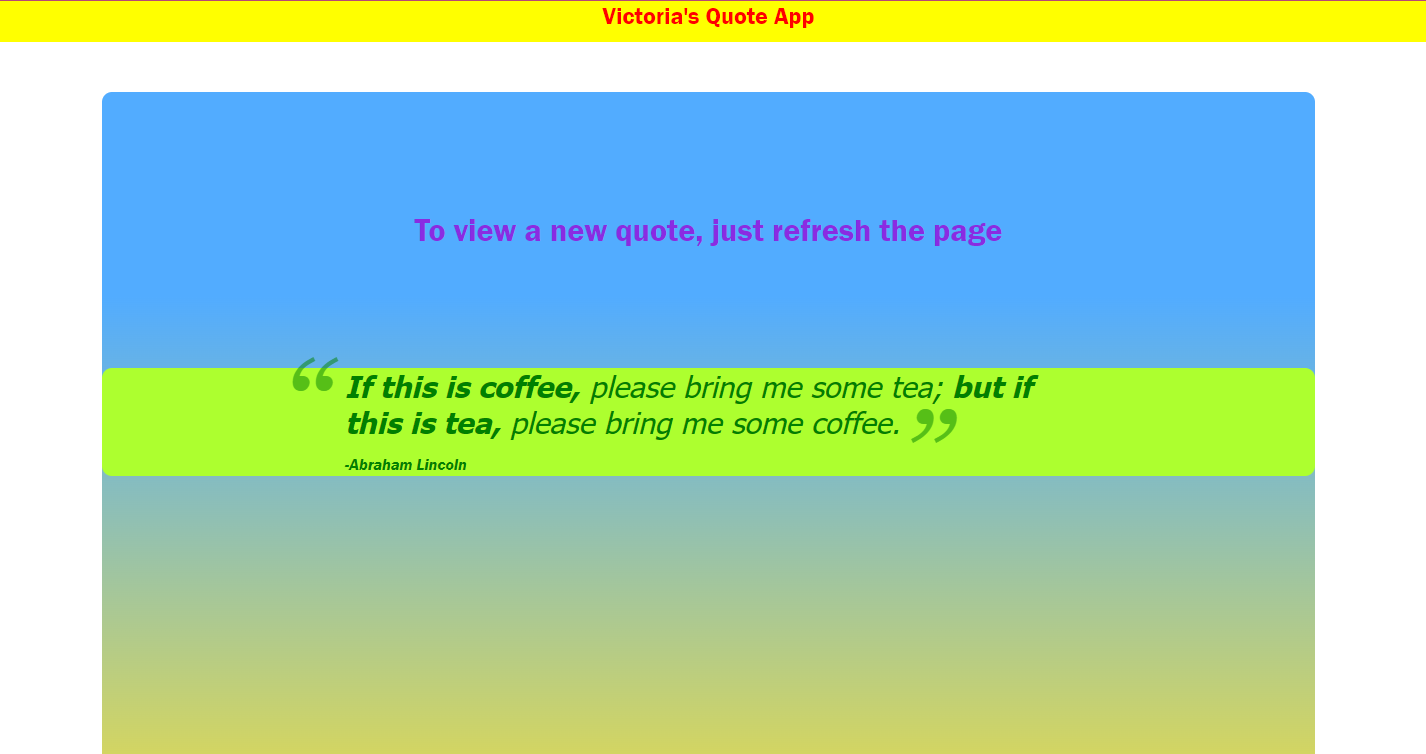 Victoria's Quote App
To view a new quote, just refresh the page
“ If this is coffee, please bring me some tea; but if
this is tea, please bring me some coffee. ”
-Abraham Lincoln